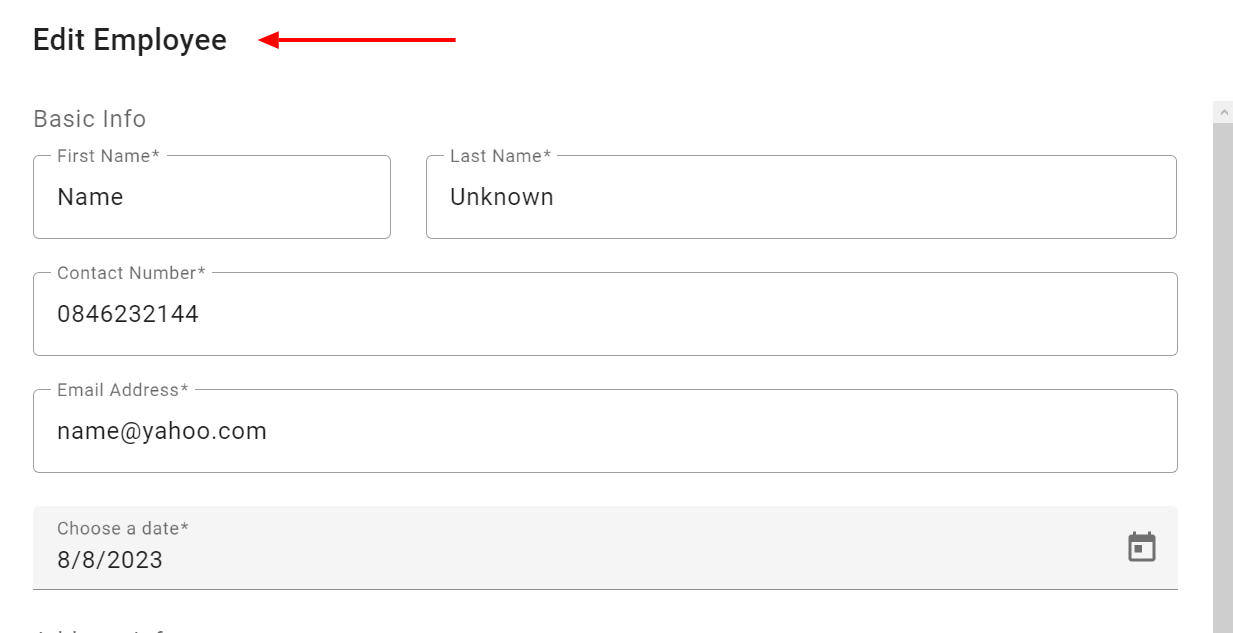 Edit Employee
Basic Info
First Name*
Last Name*
Name
Unknown
Contact Number*
0846232144
Email Address*
name@yahoo.com
Choose a date*
8/8/2023